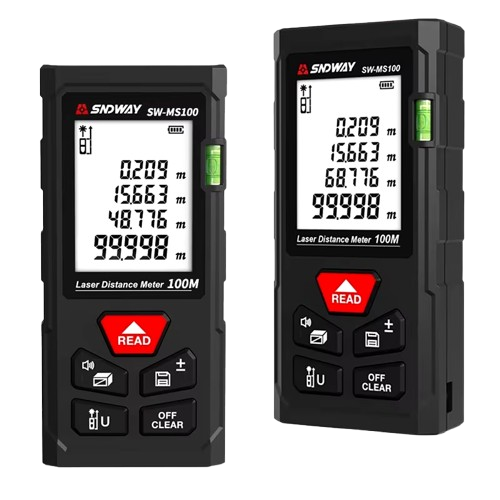 SNDWAY
SW-MS100
0.209 m
15.663 m
48.776 m
99.998 m
Laser Distance Meter 100M
READ
±
U
OFF
CLEAR
SNDWAY
SW-MS100
0.209 m
15.663 m
68.776 m
99.998 m
Laser Distance Meter 100M
READ
±
U
OFF
CLEAR